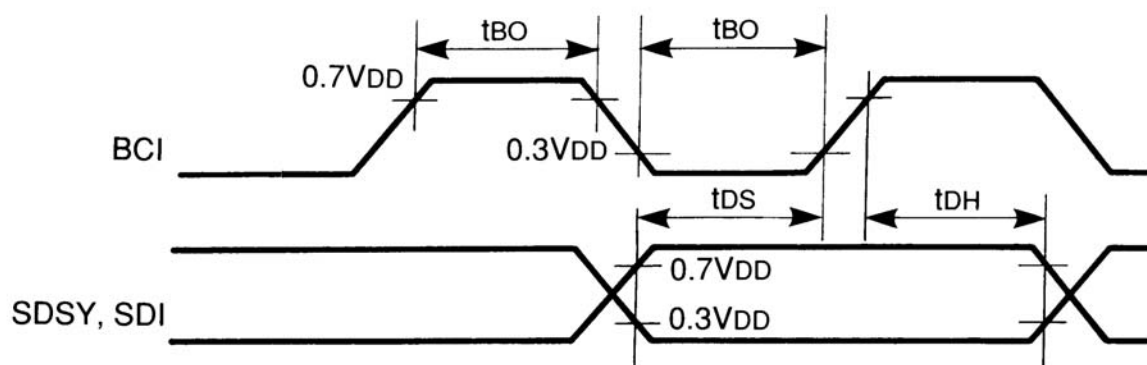 tBO
tBO
0.7VDD
BCI
0.3VDD
tDS
tDH
0.7VDD
SDSY, SDI
0.3VDD